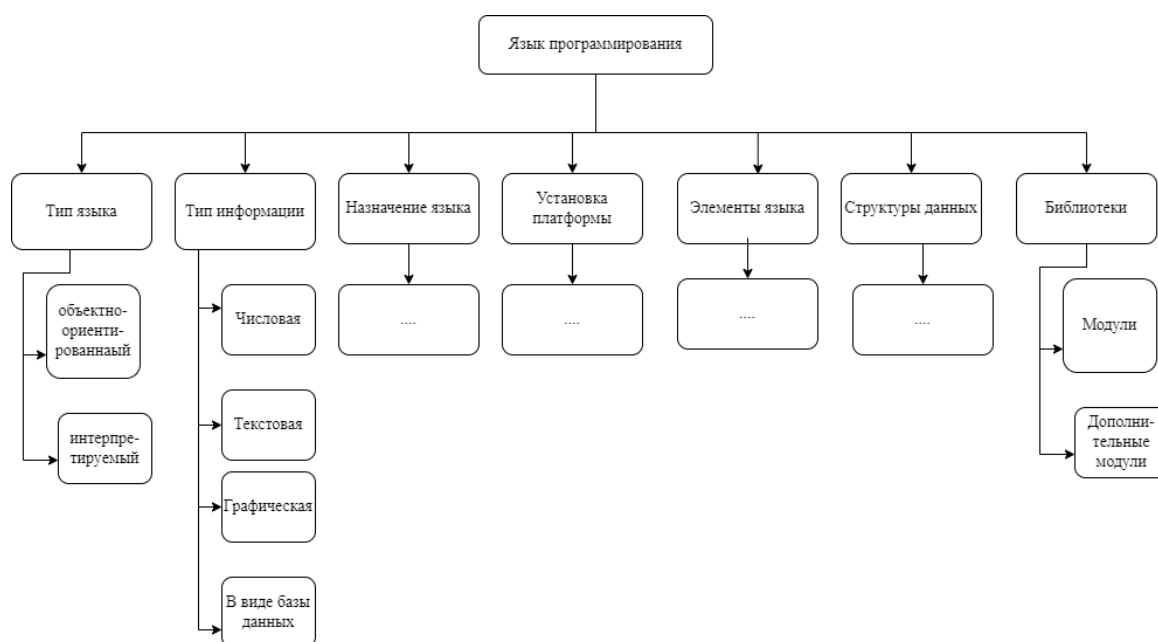 Язык программирования
Тип языка
Тип информации
Назначение языка
Установка
платформы
Элементы языка
Структуры данных
Библиотеки
объектно-
ориенти-
рованнаый
интерпре-
тируемый
Числовая
Текстовая
Графическая
В виде базы
данных
....
....
....
....
Модули
Дополни-
тельные
модули